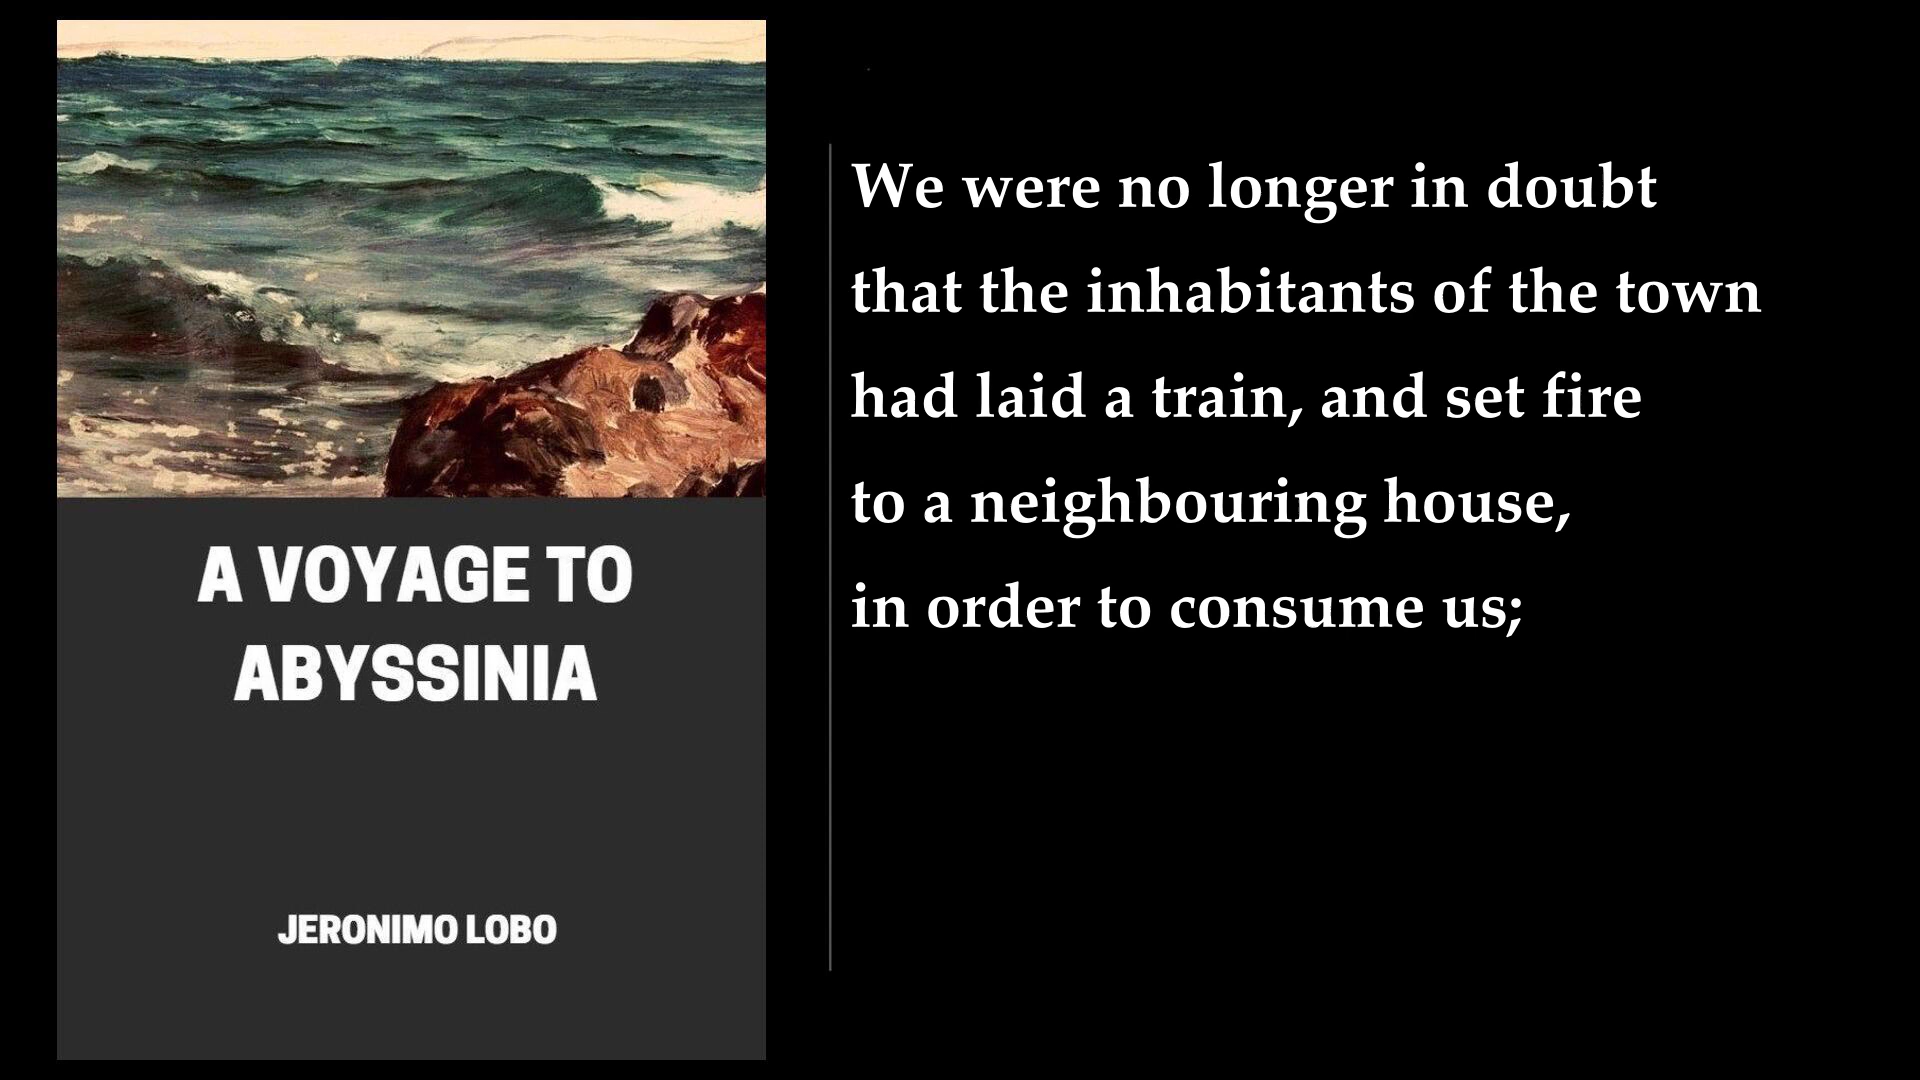 A VOYAGE TO
ABYSSINIA
JERONIMO LOBO
We were no longer in doubt
that the inhabitants of the town
had laid a train, and set fire
to a neighbouring house,
in order to consume us;